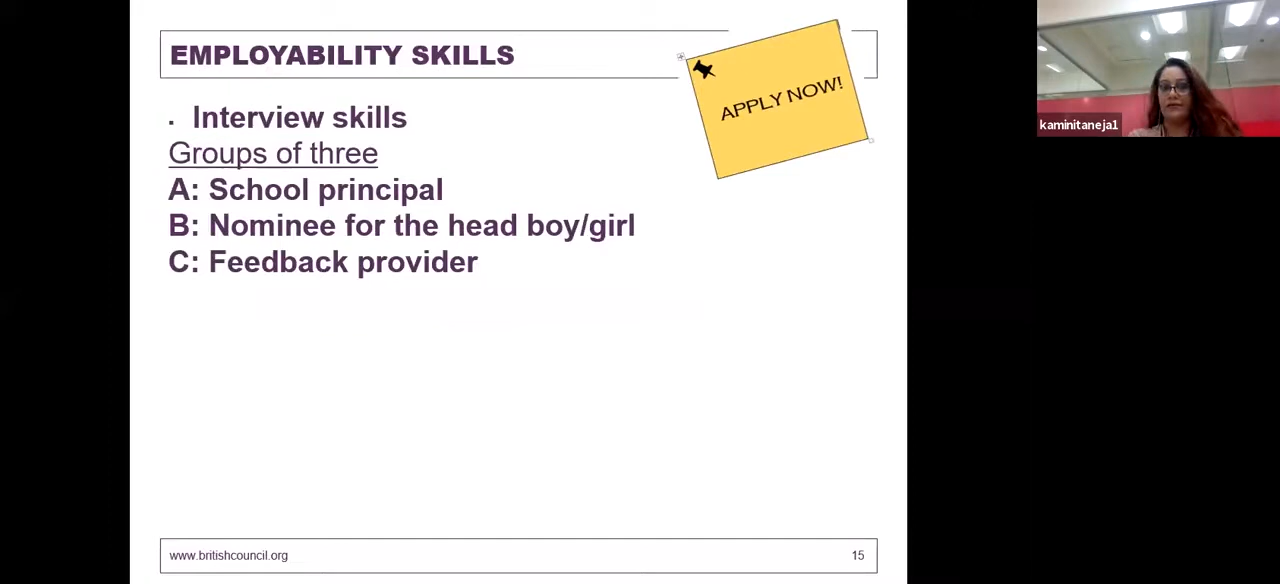 EMPLOYABILITY SKILLS
APPLY NOW!
▪ Interview skills
Groups of three
A: School principal
B: Nominee for the head boy/girl
C: Feedback provider
www.britishcouncil.org
15
kaminitaneja1